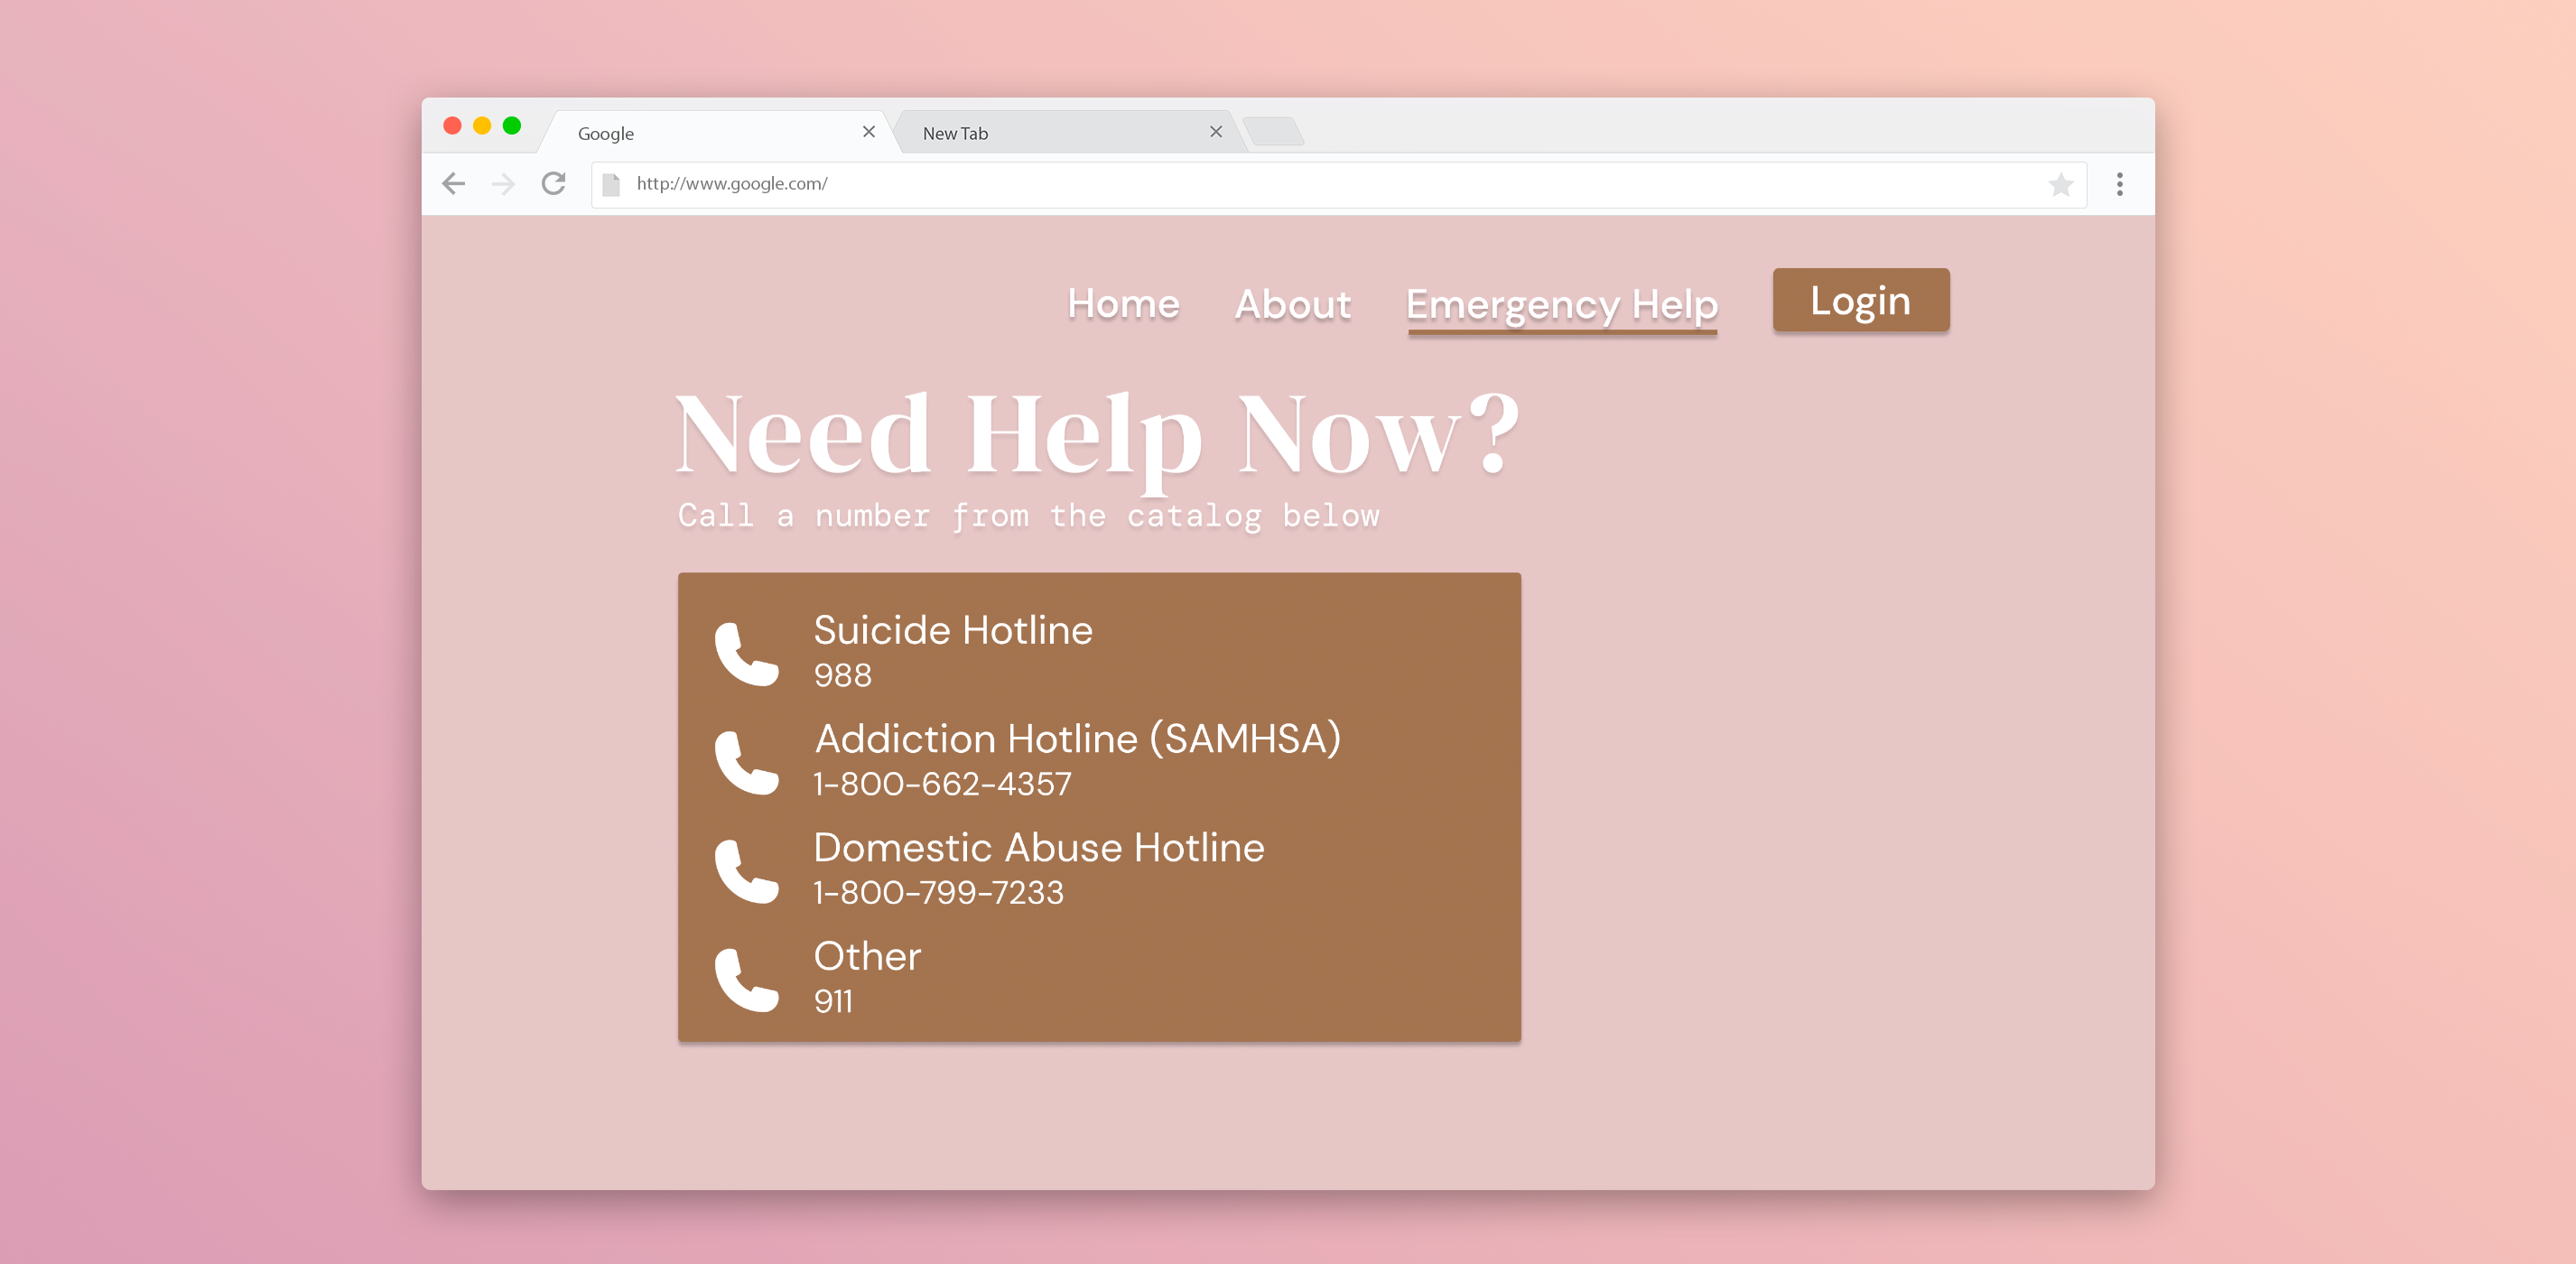 Google
New Tab
http://www.google.com/
Home
About
Emergency Help
Login
Need Help Now?
Call a number from the catalog below
Suicide Hotline
988
Addiction Hotline (SAMHSA)
1-800-662-4357
Domestic Abuse Hotline
1-800-799-7233
Other
911